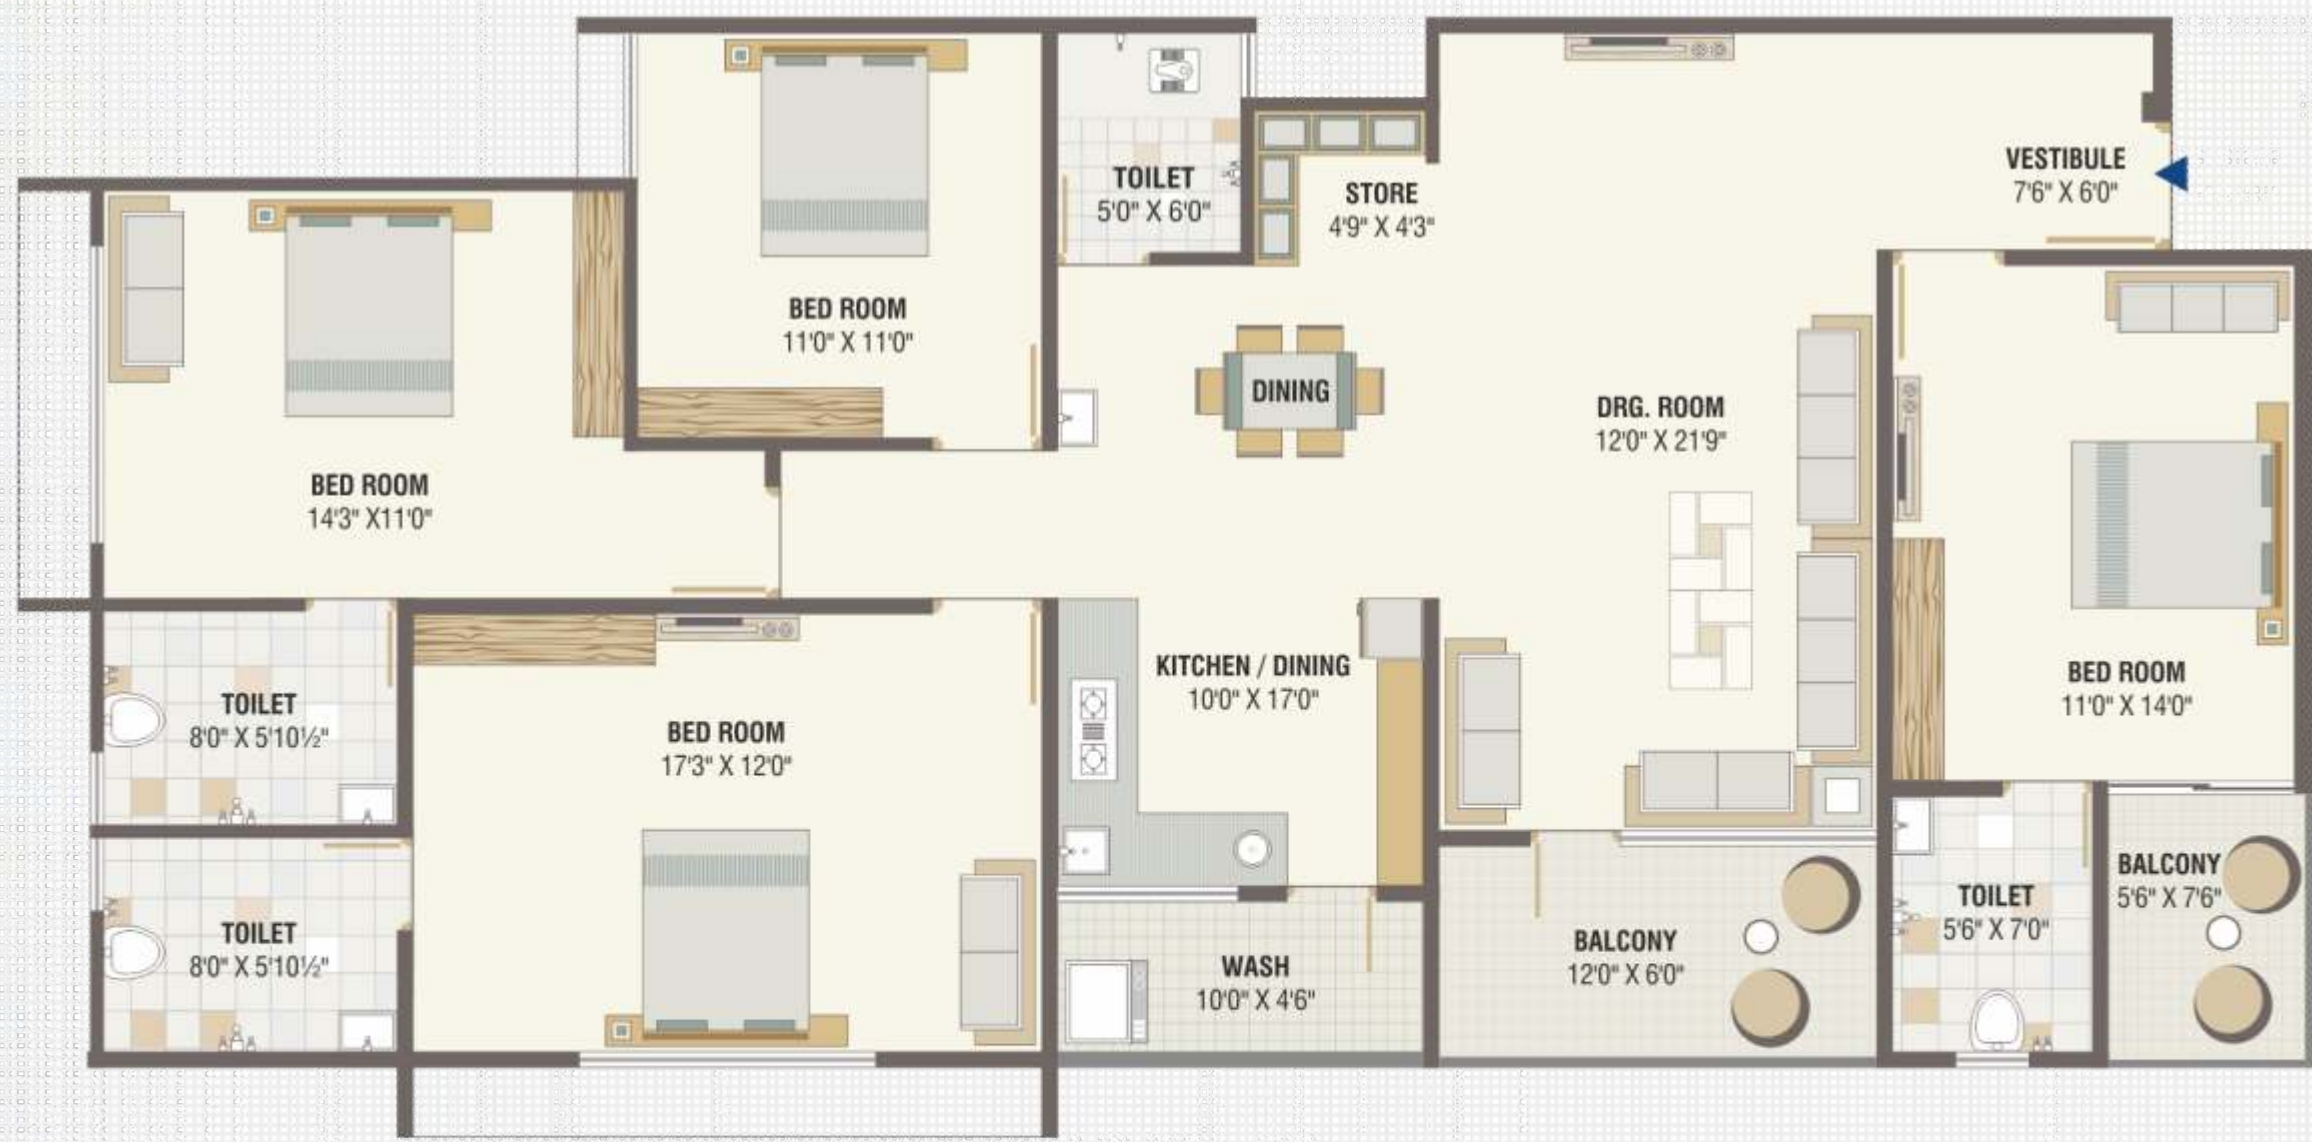 VESTIBULE
7'6" X 6'0"
TOILET
5'0" X 6'0"
STORE
4'9" X 4'3"
BED ROOM
11'0" X 11'0"
DINING
DRG. ROOM
12'0" X 21'9"
BED ROOM
14'3" X11'0"
KITCHEN / DINING
10'0" X 17'0"
BED ROOM
11'0" X 14'0"
TOILET
8'0" X 5'10½"
BED ROOM
17'3" X 12'0"
BALCONY
5'6" X 7'6"
TOILET
5'6" X 7'0"
TOILET
8'0" X 5'10½"
BALCONY
12'0" X 6'0"
WASH
10'0" X 4'6"